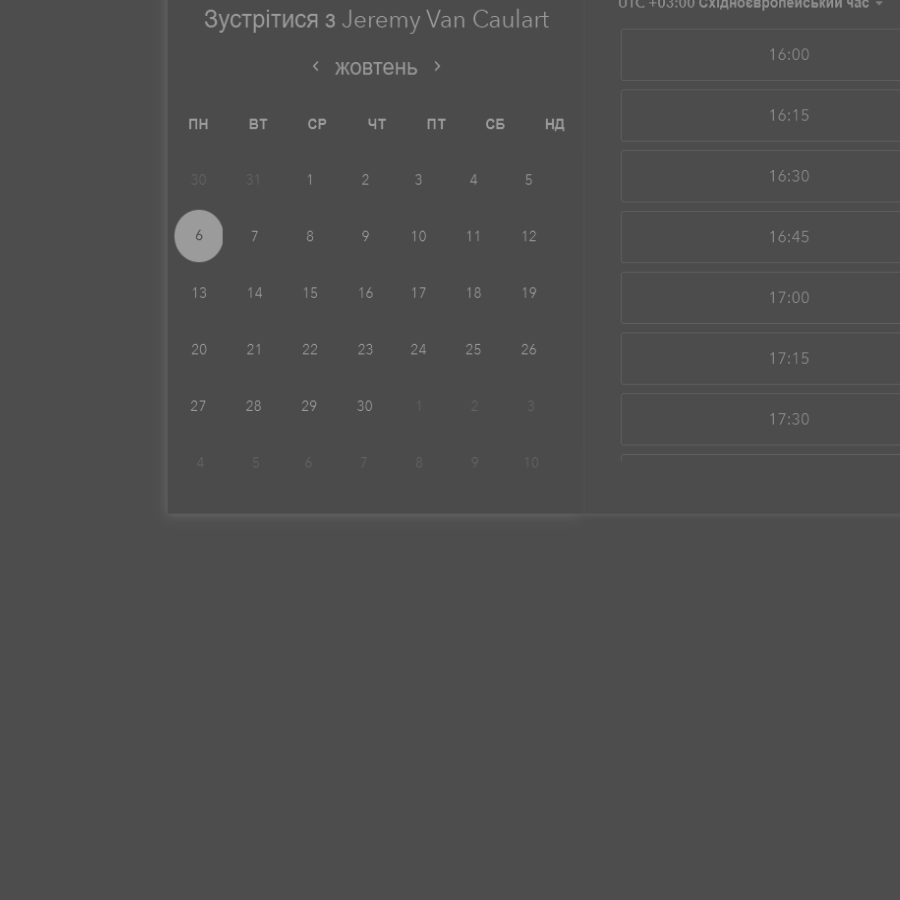 Зустрітися з Jeremy Van Caulart
‹ жовтень ›
ПН ВТ СР ЧТ ПТ СБ НД
30 31 1 2 3 4 5
6 7 8 9 10 11 12
13 14 15 16 17 18 19
20 21 22 23 24 25 26
27 28 29 30 1 2 3
4 5 6 7 8 9 10
UTC +03:00 Східноєвропейський час
16:00
16:15
16:30
16:45
17:00
17:15
17:30